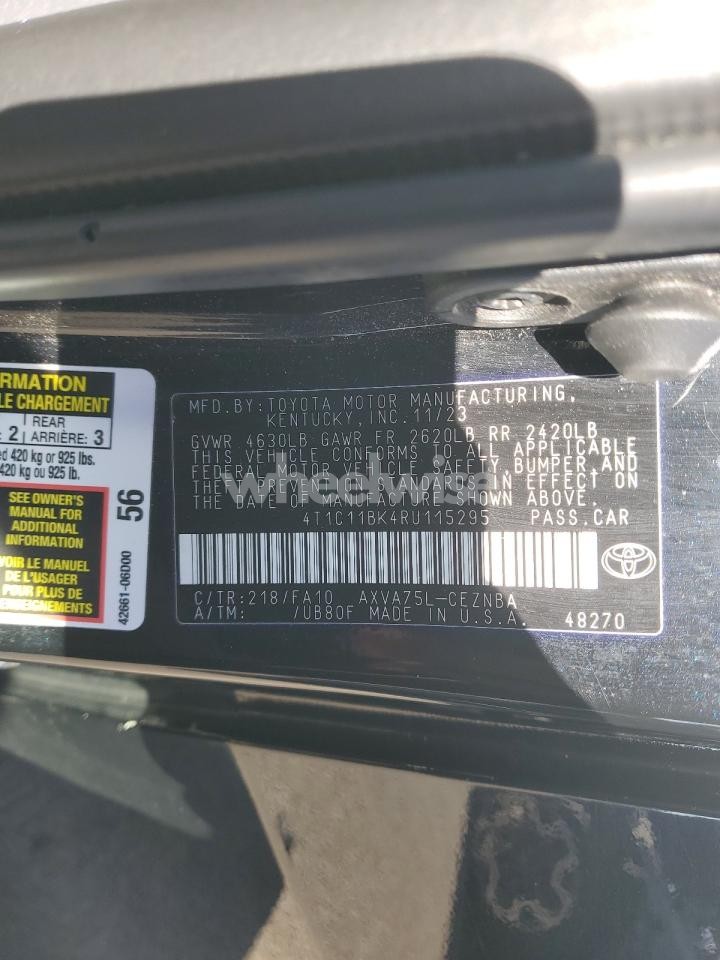 RMATION
LE CHARGEMENT
REAR
: 2 | ARRIÈRE: 3
ed 420 kg or 925 lbs.
420 kg ou 925 lb.
SEE OWNER'S
MANUAL FOR
ADDITIONAL
INFORMATION
VOIR LE MANUEL
DE L'USAGER
POUR PLUS DE
RENSEIGNEMENTS
56
42661-06D00
MFD.BY:TOYOTA MOTOR MANUFACTURING,
KENTUCKY, INC. 11/23
GVWR 4630LB GAWR FR 2620LB RR 2420LB
THIS VEHICLE CONFORMS TO ALL APPLICABLE
FEDERAL MOTOR VEHICLE SAFETY, BUMPER, AND
THEFT PREVENTION STANDARDS IN EFFECT ON
THE DATE OF MANUFACTURE SHOWN ABOVE.
4T1C11BK4RU115295 PASS.CAR
C/TR:218/FA10 AXVA75L-CEZNBA
A/TM: /UB80F MADE IN U.S.A. 48270
wheelwise